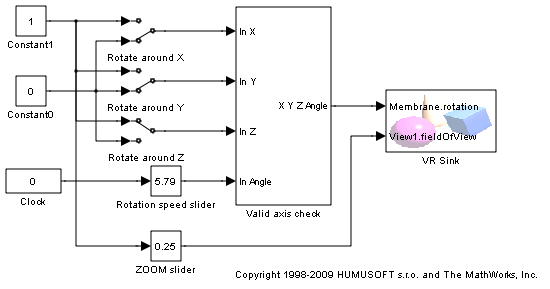 1
Constant1
0
Constant0
Rotate around X
Rotate around Y
Rotate around Z
0
Clock
5.79
Rotation speed slider
0.25
ZOOM slider
In X
In Y
In Z
In Angle
X Y Z Angle
Valid axis check
Membrane.rotation
View1.fieldOfView
VR Sink
Copyright 1998-2009 HUMUSOFT s.r.o. and The MathWorks, Inc.